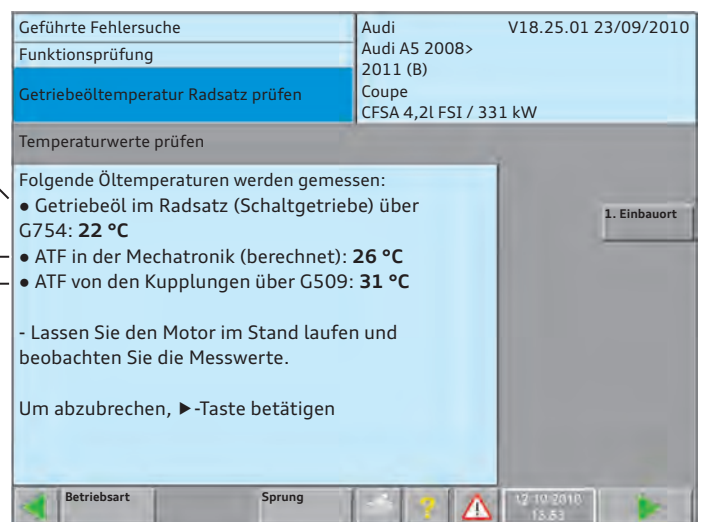 Geführte Fehlersuche
Funktionsprüfung
Getriebeöltemperatur Radsatz prüfen
Audi V18.25.01 23/09/2010
Audi A5 2008>
2011 (B)
Coupe
CFSA 4,2l FSI / 331 kW
Temperaturwerte prüfen
Folgende Öltemperaturen werden gemessen:
● Getriebeöl im Radsatz (Schaltgetriebe) über
G754: 22 °C
● ATF in der Mechatronik (berechnet): 26 °C
● ATF von den Kupplungen über G509: 31 °C
- Lassen Sie den Motor im Stand laufen und
beobachten Sie die Messwerte.
Um abzubrechen, ▶-Taste betätigen
1. Einbauort
Betriebsart Sprung ? 12.10.2010
13:53